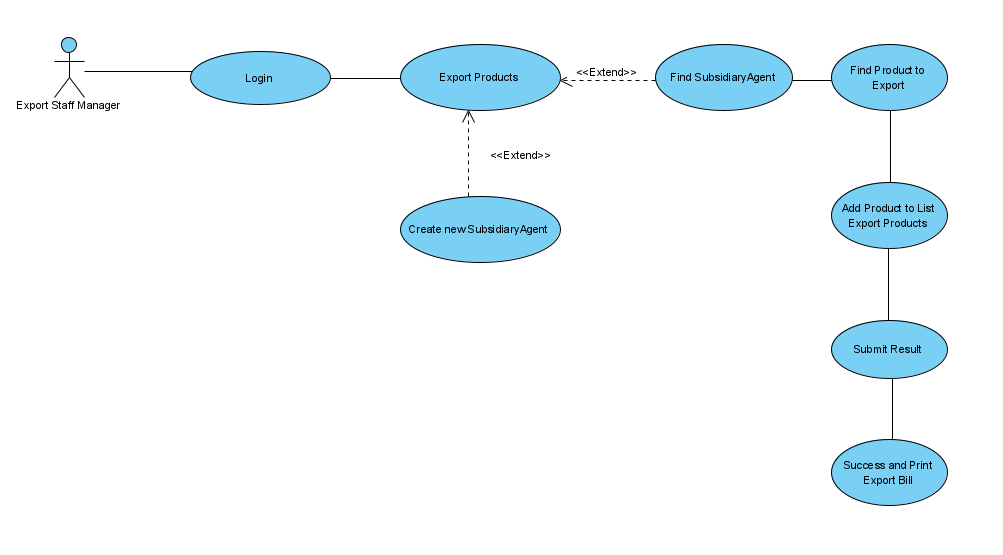 Export Staff Manager
Login
Export Products
<<Extend>>
Find SubsidiaryAgent
Find Product to
Export
<<Extend>>
Create new SubsidiaryAgent
Add Product to List
Export Products
Submit Result
Success and Print
Export Bill